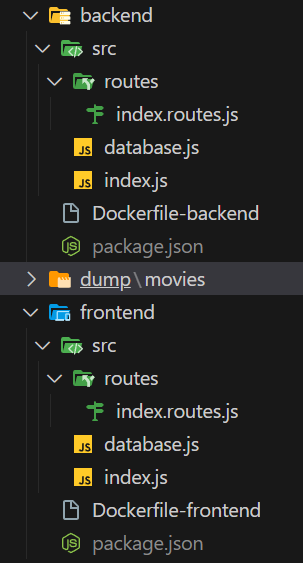 backend
src
routes
index.routes.js
JS database.js
JS index.js
Dockerfile-backend
package.json
dump\movies
frontend
src
routes
index.routes.js
JS database.js
JS index.js
Dockerfile-frontend
package.json